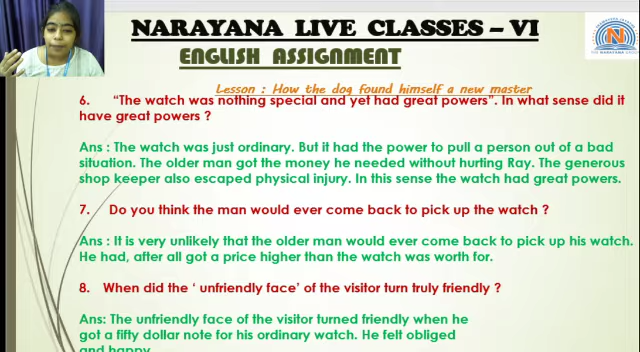 NARAYANA LIVE CLASSES – VI
ENGLISH ASSIGNMENT
Lesson : How the dog found himself a new master
6. “The watch was nothing special and yet had great powers”. In what sense did it
have great powers ?
Ans : The watch was just ordinary. But it had the power to pull a person out of a bad
situation. The older man got the money he needed without hurting Ray. The generous
shop keeper also escaped physical injury. In this sense the watch had great powers.
7. Do you think the man would ever come back to pick up the watch ?
Ans : It is very unlikely that the older man would ever come back to pick up his watch.
He had, after all got a price higher than the watch was worth for.
8. When did the ‘ unfriendly face’ of the visitor turn truly friendly ?
Ans: The unfriendly face of the visitor turned friendly when he
got a fifty dollar note for his ordinary watch. He felt obliged
and happy